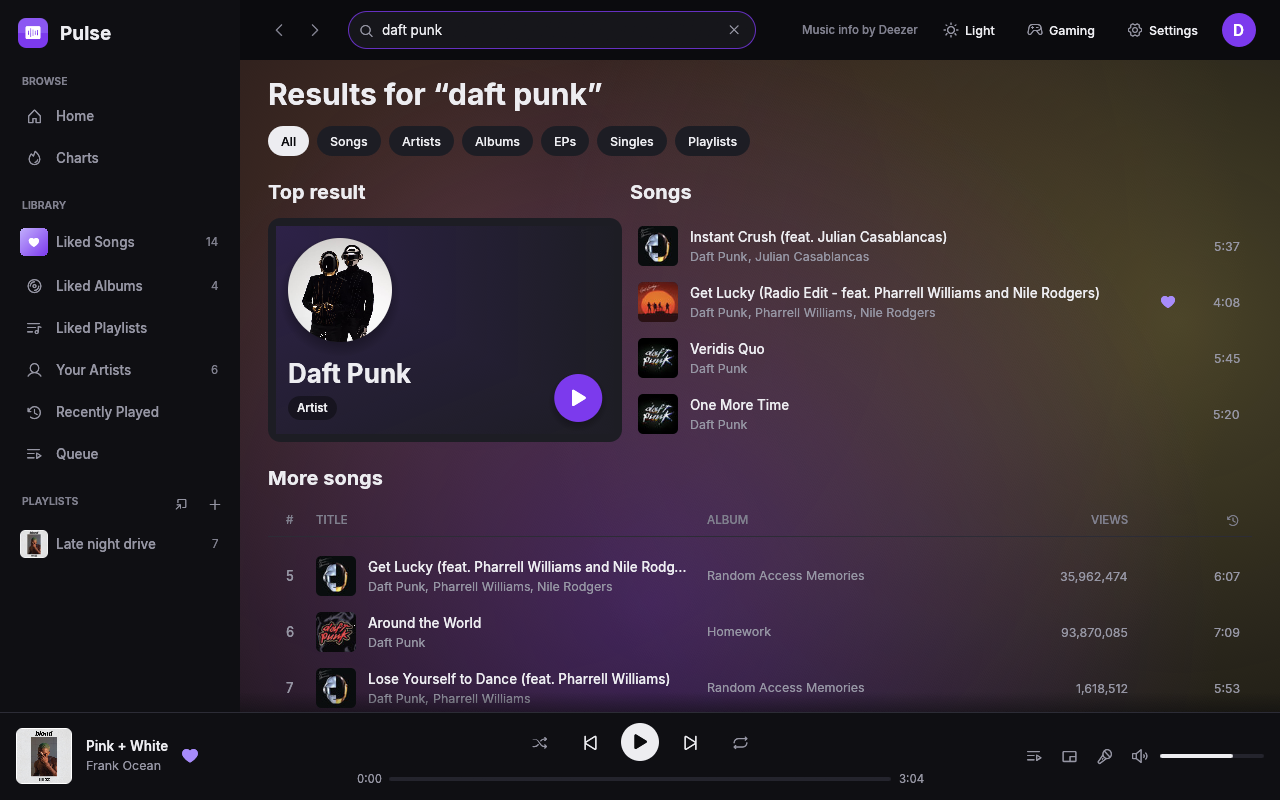 Pulse
daft punk
Music info by Deezer
Light
Gaming
Settings
D
BROWSE
Home
Charts
LIBRARY
Liked Songs 14
Liked Albums 4
Liked Playlists
Your Artists 6
Recently Played
Queue
PLAYLISTS
Late night drive 7
Results for “daft punk”
All
Songs
Artists
Albums
EPs
Singles
Playlists
Top result
Daft Punk
Artist
Songs
Instant Crush (feat. Julian Casablancas)
Daft Punk, Julian Casablancas
5:37
Get Lucky (Radio Edit - feat. Pharrell Williams and Nile Rodgers)
Daft Punk, Pharrell Williams, Nile Rodgers
4:08
daft punk
Veridis Quo
Daft Punk
5:45
daft punk
One More Time
Daft Punk
5:20
More songs
# TITLE ALBUM VIEWS
5
Get Lucky (feat. Pharrell Williams and Nile Rodg...
Daft Punk, Pharrell Williams, Nile Rodgers
Random Access Memories
35,962,474
6:07
6
daft punk
Around the World
Daft Punk
Homework
93,870,085
7:09
7
Lose Yourself to Dance (feat. Pharrell Williams)
Daft Punk, Pharrell Williams
Random Access Memories
1,618,512
5:53
blond
Pink + White
Frank Ocean
0:00
3:04